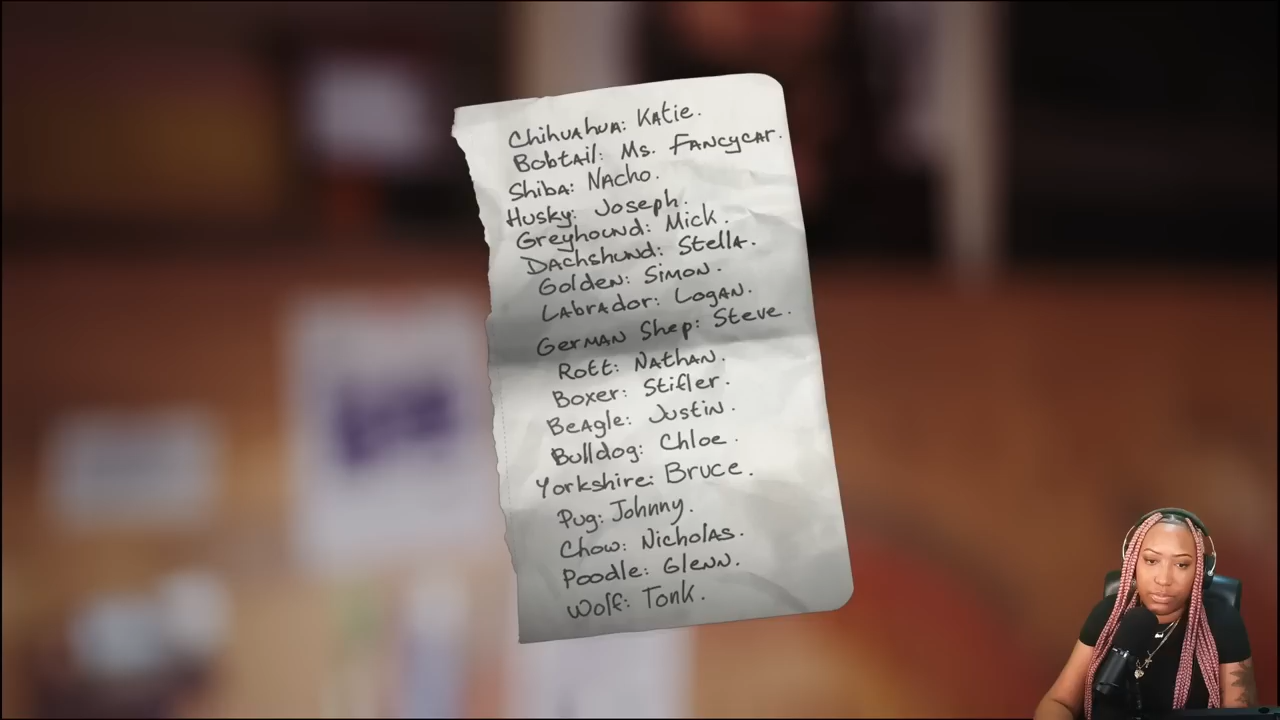 Chihuahua: Katie.
Bobtail: Ms. Fancycar.
Shiba: Nacho.
Husky: Joseph.
Greyhound: Mick.
Dachshund: Stella.
Golden: Simon.
Labrador: Logan.
German Shep: Steve.
Rott: Nathan.
Boxer: Stifler.
Beagle: Justin.
Bulldog: Chloe.
Yorkshire: Bruce.
Pug: Johnny.
Chow: Nicholas.
Poodle: Glenn.
Wolf: Tonk.